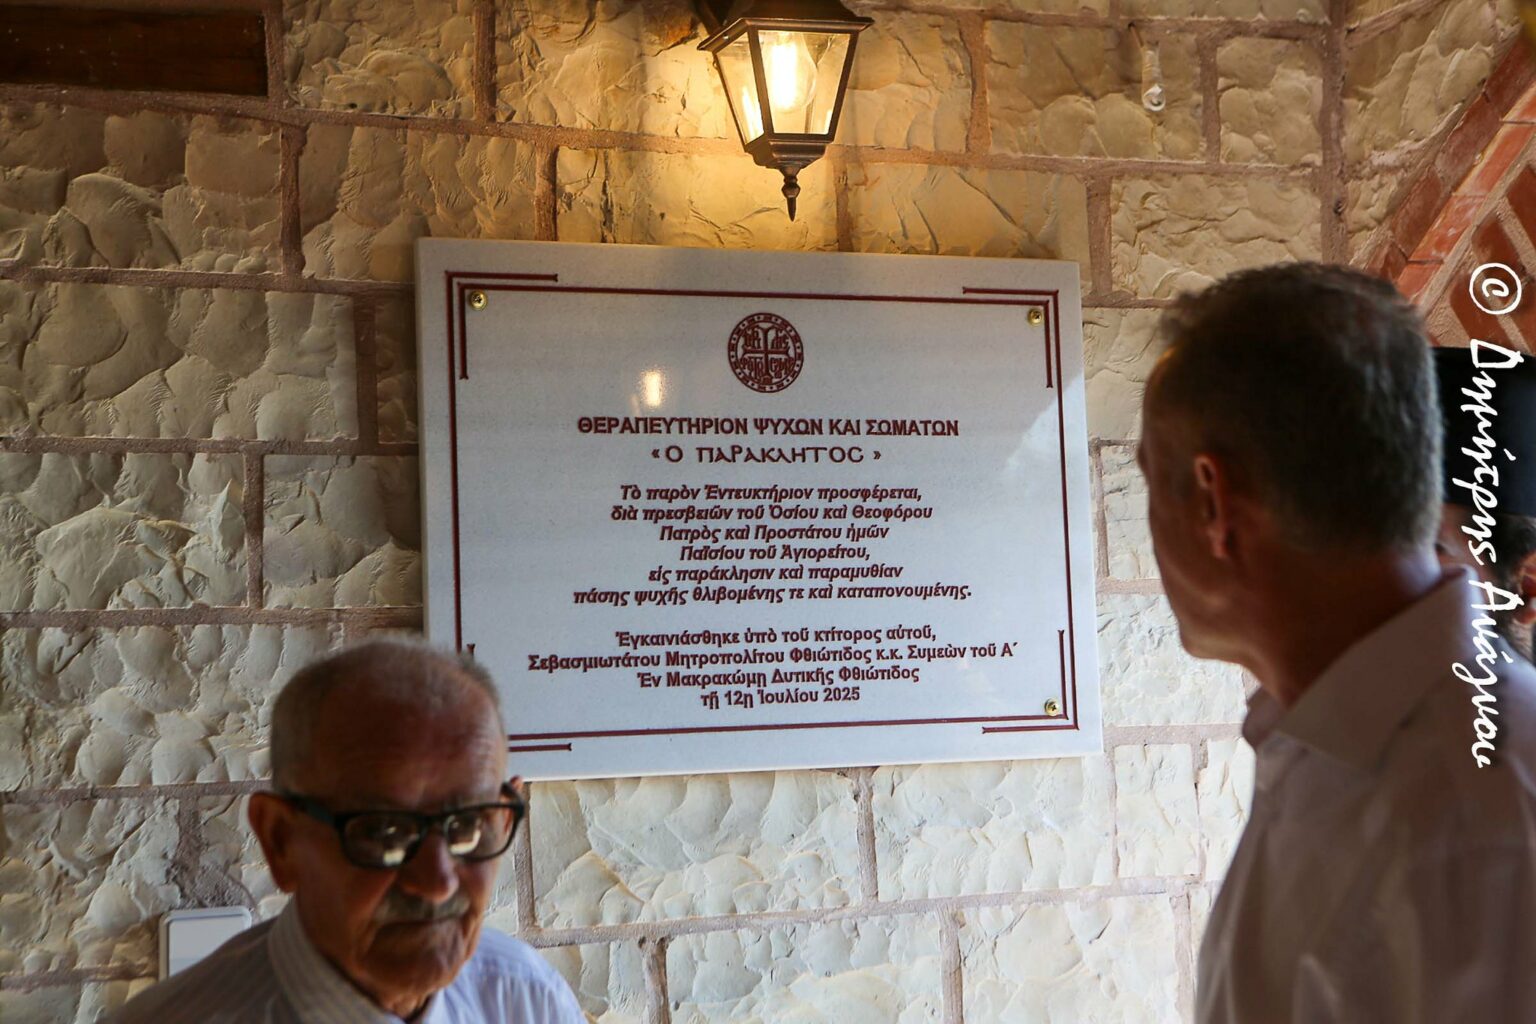 ΘΕΡΑΠΕΥΤΗΡΙΟΝ ΨΥΧΩΝ ΚΑΙ ΣΩΜΑΤΩΝ
«Ο ΠΑΡΑΚΛΗΤΟΣ»
Τὸ παρὸν Ἐντευκτήριον προσφέρεται,
διὰ πρεσβειῶν τοῦ Ὁσίου καὶ Θεοφόρου
Πατρὸς καὶ Προστάτου ἡμῶν
Παϊσίου τοῦ Ἁγιορείτου,
εἰς παράκλησιν καὶ παραμυθίαν
πάσης ψυχῆς θλιβομένης τε καὶ καταπονουμένης.
Ἐγκαινιάσθηκε ὑπὸ τοῦ κτίτορος αὐτοῦ,
Σεβασμιωτάτου Μητροπολίτου Φθιώτιδος κ.κ. Συμεὼν τοῦ Α΄
Ἐν Μακρακώμῃ Δυτικῆς Φθιώτιδος
τῇ 12ῃ Ἰουλίου 2025
© Δημήτρης Ανάγνου